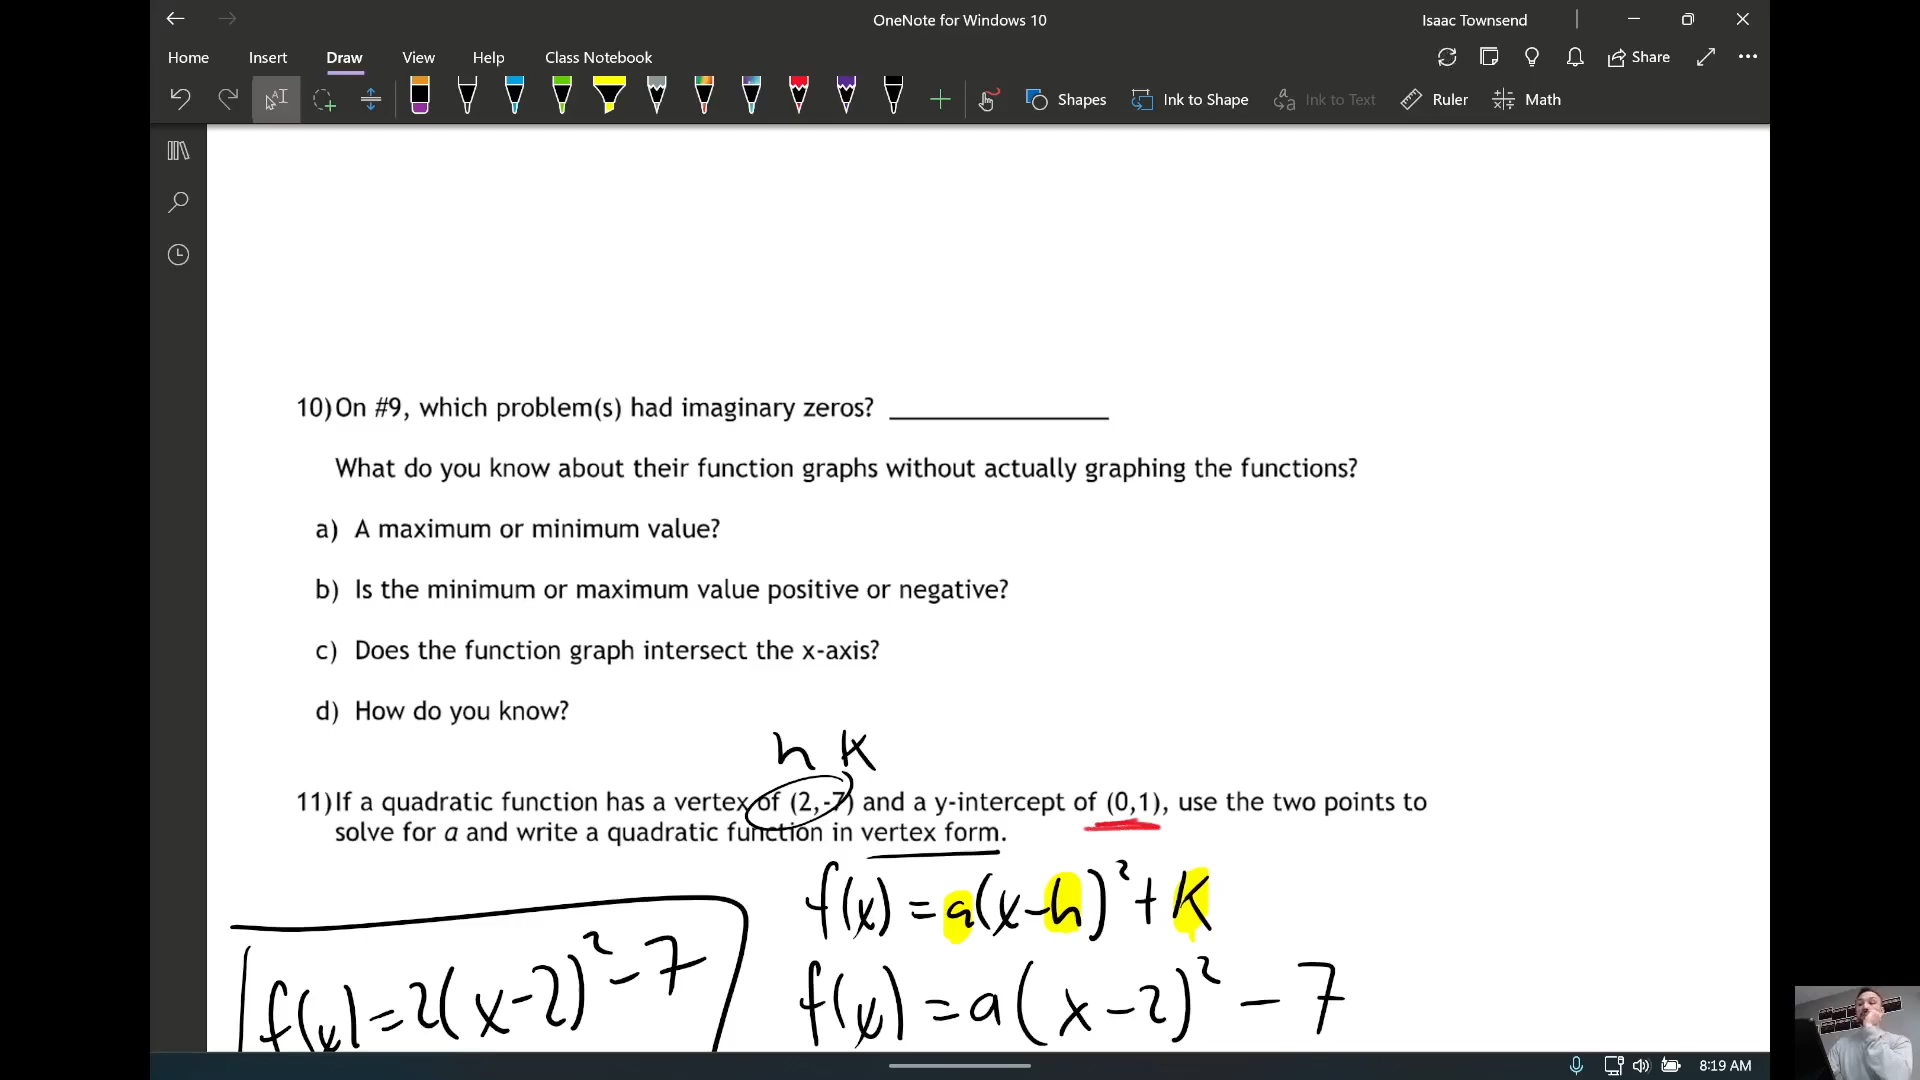 OneNote for Windows 10
Isaac Townsend
Home Insert Draw View Help Class Notebook
Share
Shapes Ink to Shape Ink to Text Ruler Math
10) On #9, which problem(s) had imaginary zeros? ____________
What do you know about their function graphs without actually graphing the functions?
a) A maximum or minimum value?
b) Is the minimum or maximum value positive or negative?
c) Does the function graph intersect the x-axis?
d) How do you know?
h K
11) If a quadratic function has a vertex of (2,-7) and a y-intercept of (0,1), use the two points to
solve for a and write a quadratic function in vertex form.
f(x) = a(x-h)² + K
f(x) = 2(x-2)² - 7
f(x) = a(x-2)² - 7
8:19 AM